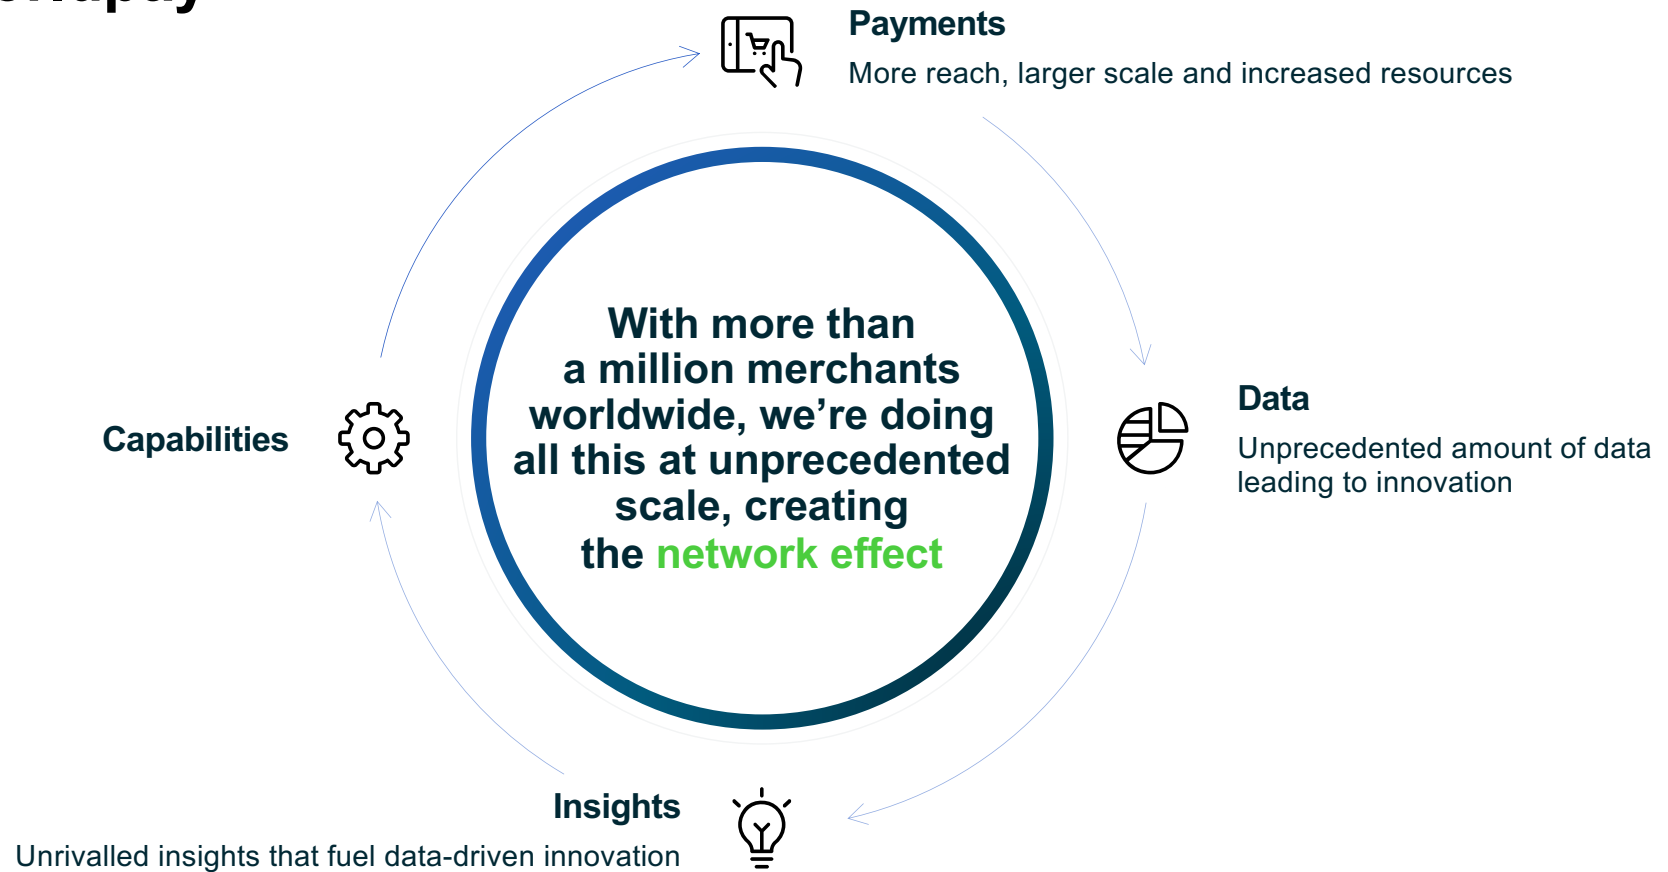 Payments
More reach, larger scale and increased resources
With more than
a million merchants
worldwide, we’re doing
all this at unprecedented
scale, creating
the network effect
Capabilities
Data
Unprecedented amount of data
leading to innovation
Insights
Unrivalled insights that fuel data-driven innovation